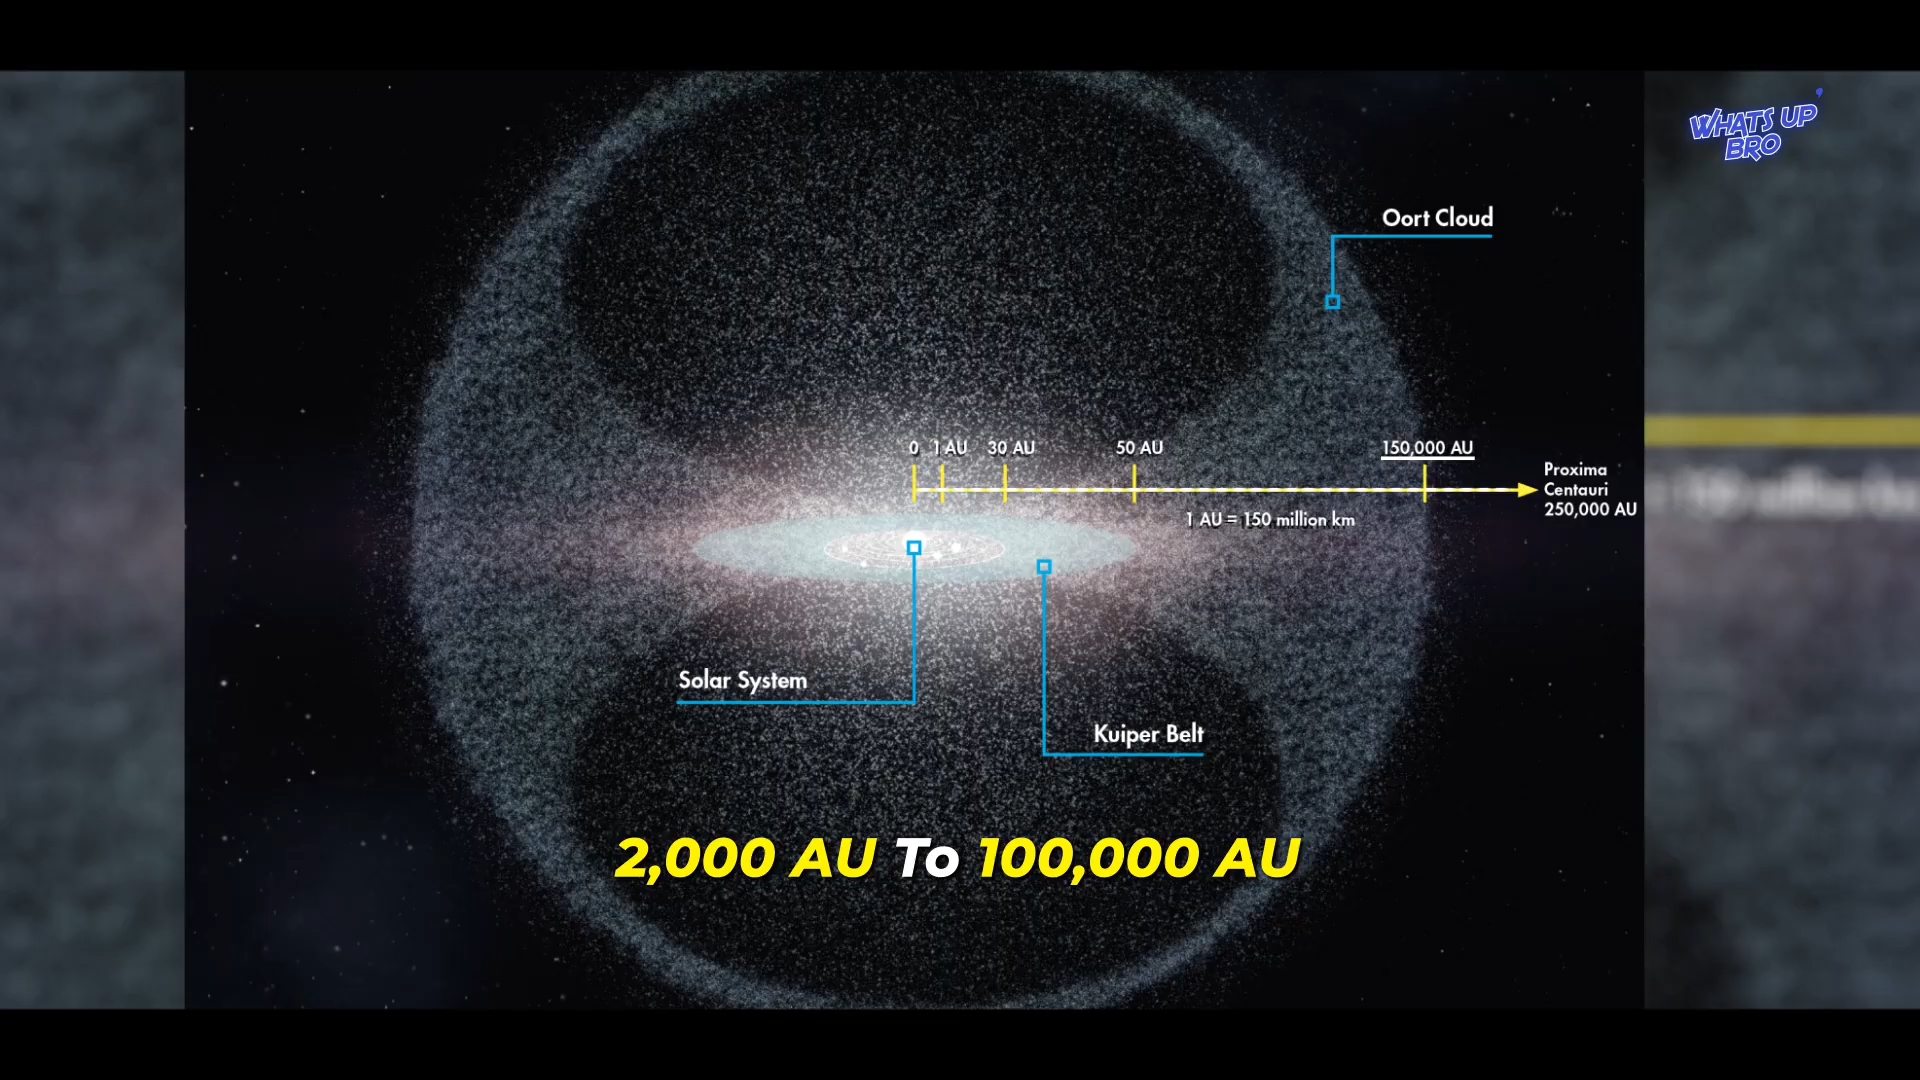 WHATS UP
BRO
Oort Cloud
0 1 AU 30 AU 50 AU 150,000 AU
Proxima
Centauri
250,000 AU
1 AU = 150 million km
Solar System
Kuiper Belt
2,000 AU To 100,000 AU